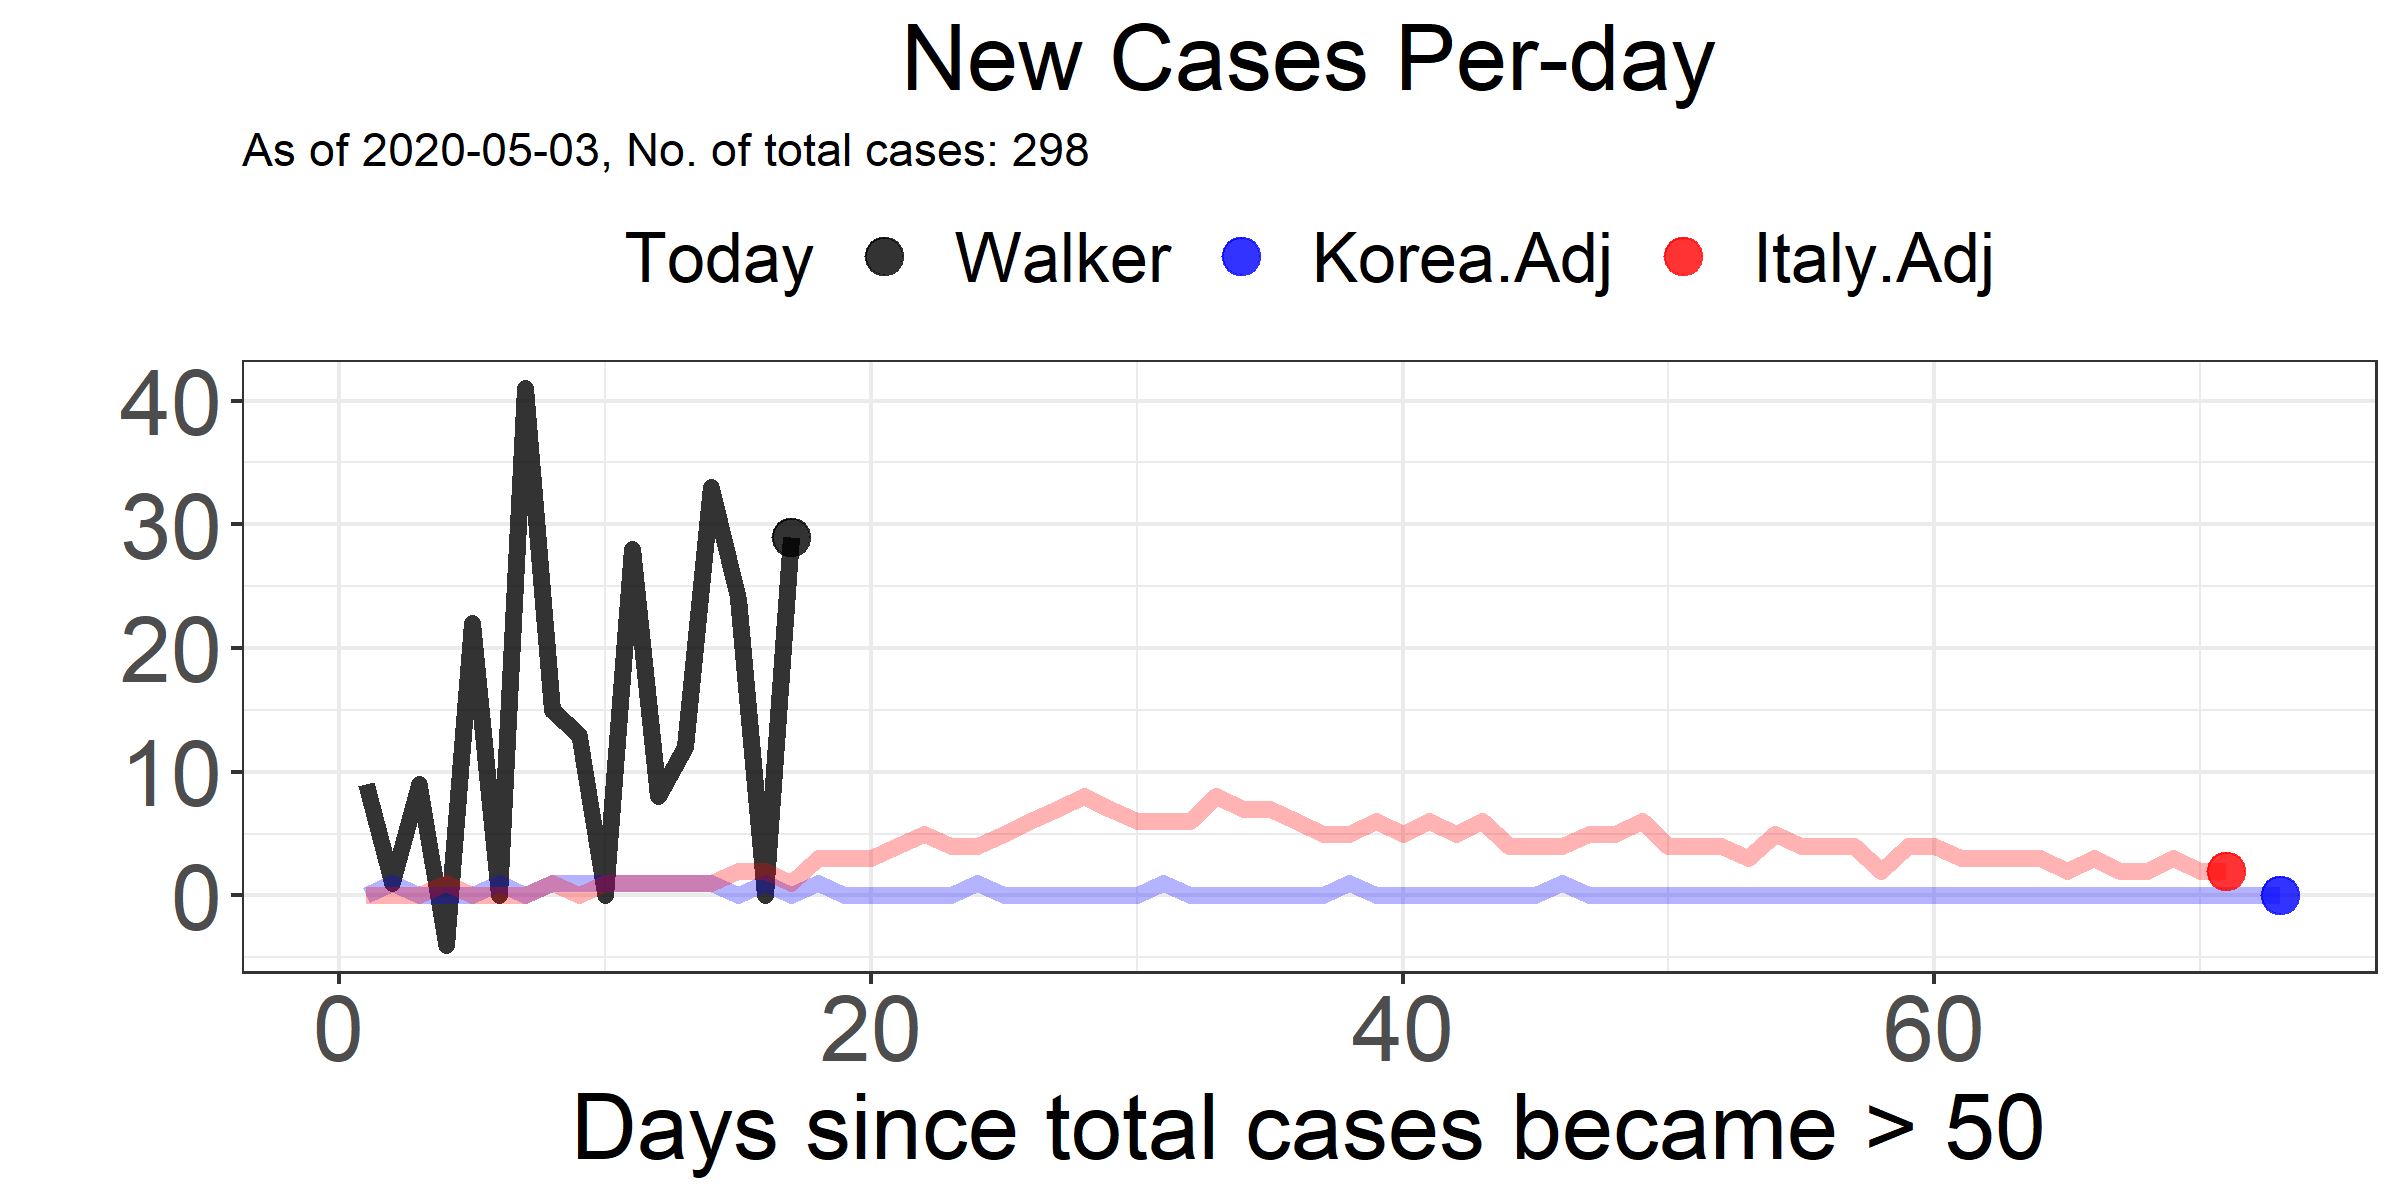 New Cases Per-day
As of 2020-05-03, No. of total cases: 298
Today Walker Korea.Adj Italy.Adj
40
30
20
10
0
0 20 40 60
Days since total cases became > 50